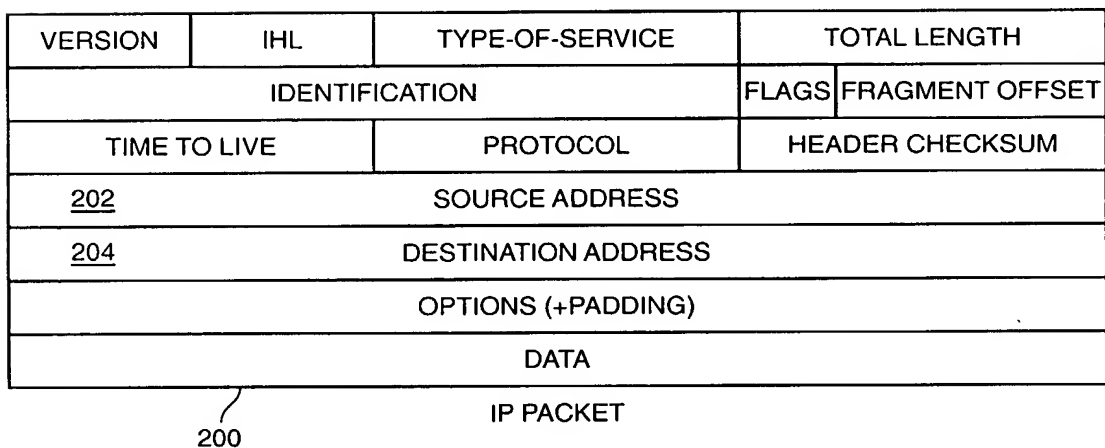 VERSION IHL TYPE-OF-SERVICE TOTAL LENGTH
IDENTIFICATION FLAGS FRAGMENT OFFSET
TIME TO LIVE PROTOCOL HEADER CHECKSUM
202 SOURCE ADDRESS
204 DESTINATION ADDRESS
OPTIONS (+PADDING)
DATA
IP PACKET
200